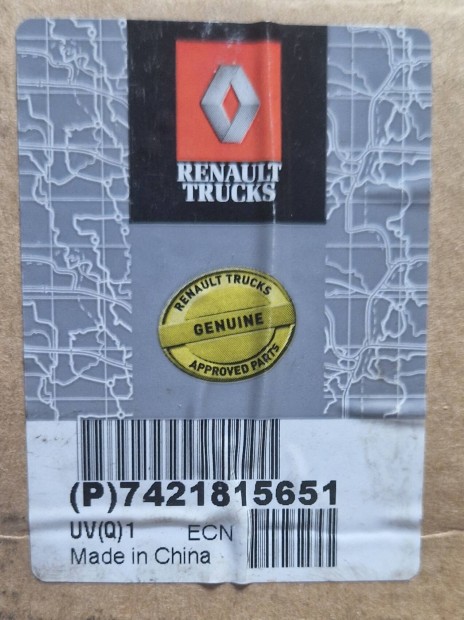 RENAULT
TRUCKS
RENAULT TRUCKS
GENUINE
APPROVED PARTS
(P)7421815651
UV(Q)1 ECN
Made in China